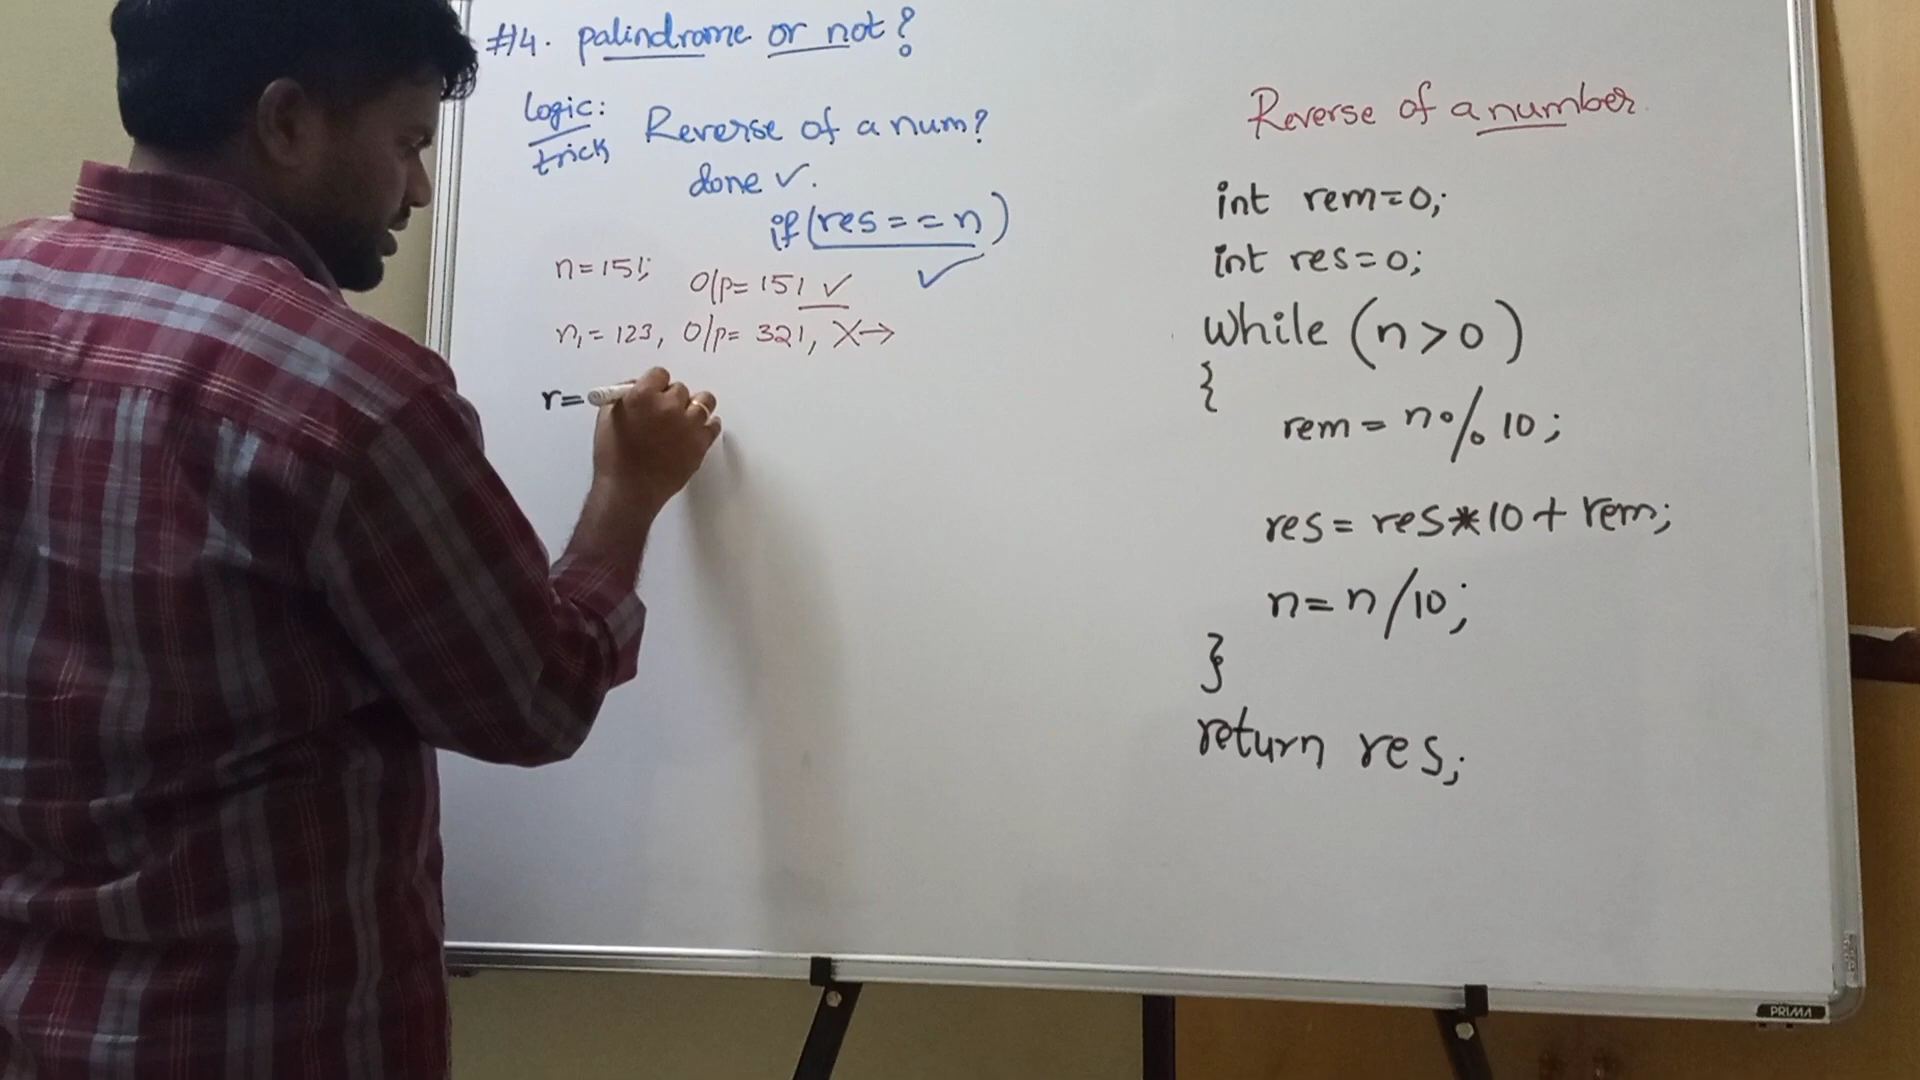 #14. palindrome or not?
Logic:
trick
Reverse of a num?
done ✓.
if(res==n)
✓
n=151; O/p=151 ✓
n₁=123, O/p=321, X→
r=
Reverse of a number
int rem=0;
int res=0;
while (n>0)
{
rem=n%10;
res=res*10+rem;
n=n/10;
}
return res;
PRIMA